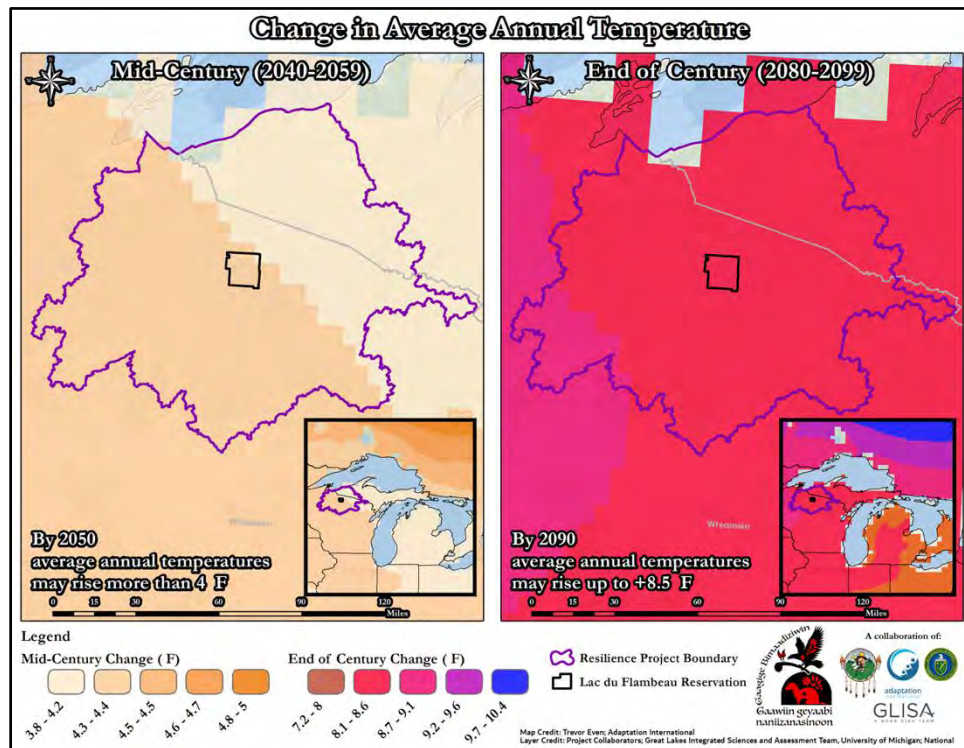 Change in Average Annual Temperature
Mid-Century (2040-2059)
Wisconsin
By 2050
average annual temperatures
may rise more than 4 F
0 15 30 60 90 120
Miles
End of Century (2080-2099)
Wisconsin
By 2090
average annual temperatures
may rise up to +8.5 F
0 15 30 60 90 120
Miles
Legend
Mid-Century Change ( F)
3.8 - 4.2
4.3 - 4.4
4.5 - 4.5
4.6 - 4.7
4.8 - 5
End of Century Change ( F)
7.2 - 8
8.1 - 8.6
8.7 - 9.1
9.2 - 9.6
9.7 - 10.4
Resilience Project Boundary
Lac du Flambeau Reservation
Gaagige Bimaadiziwin
Gaawiin geyaabi
naniizanasinoon
A collaboration of:
adaptation
GLISA
A NOAA RISA TEAM
Map Credit: Trevor Even; Adaptation International
Layer Credit: Project Collaborators; Great Lakes Integrated Sciences and Assessment Team, University of Michigan; National